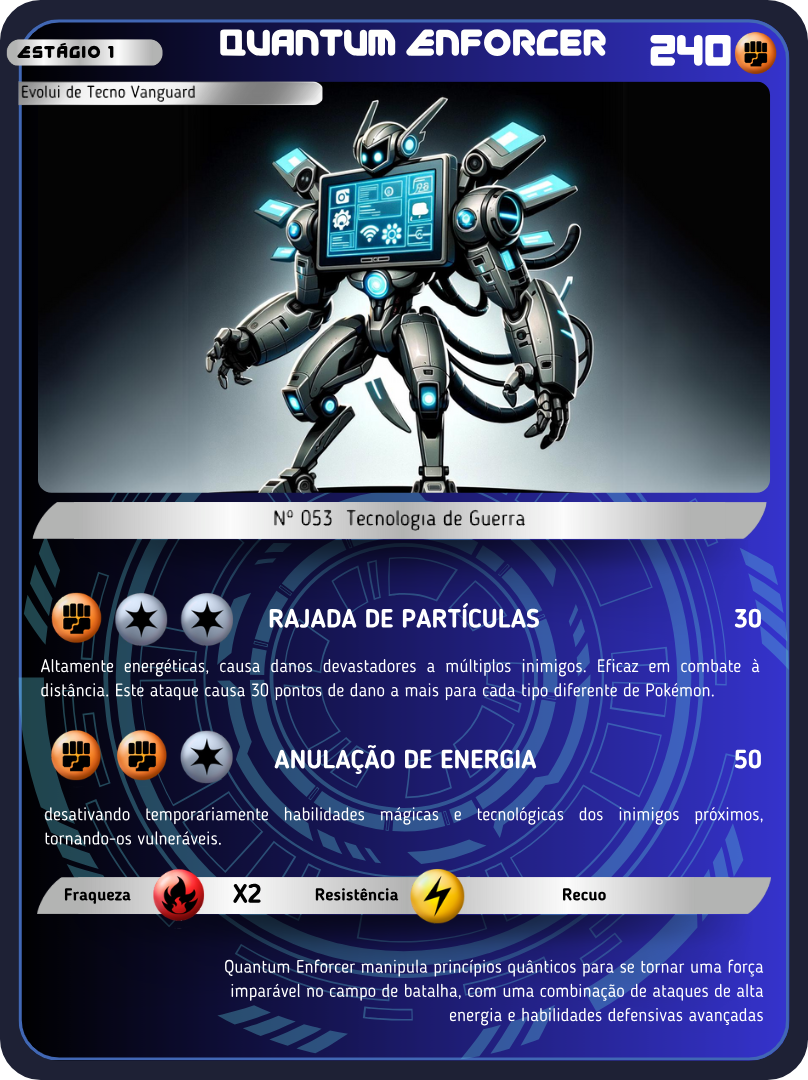 ESTÁGIO 1
QUANTUM ENFORCER
240
Evolui de Tecno Vanguard
Nº 053 Tecnologia de Guerra
RAJADA DE PARTÍCULAS
30
Altamente energéticas, causa danos devastadores a múltiplos inimigos. Eficaz em combate à
distância. Este ataque causa 30 pontos de dano a mais para cada tipo diferente de Pokémon.
ANULAÇÃO DE ENERGIA
50
desativando temporariamente habilidades mágicas e tecnológicas dos inimigos próximos,
tornando-os vulneráveis.
Fraqueza X2 Resistência Recuo
Quantum Enforcer manipula princípios quânticos para se tornar uma força
imparável no campo de batalha, com uma combinação de ataques de alta
energia e habilidades defensivas avançadas